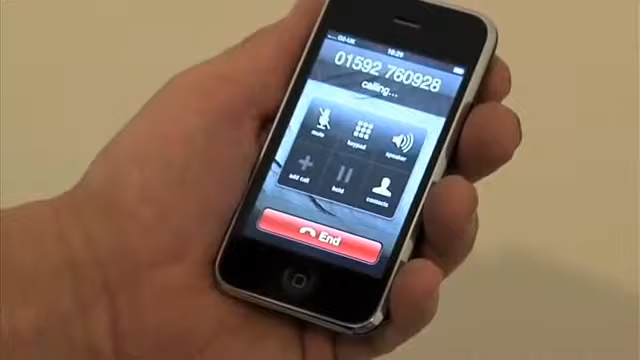 O2-UK 16:29
01592 760928
calling...
mute keypad speaker
add call hold contacts
End